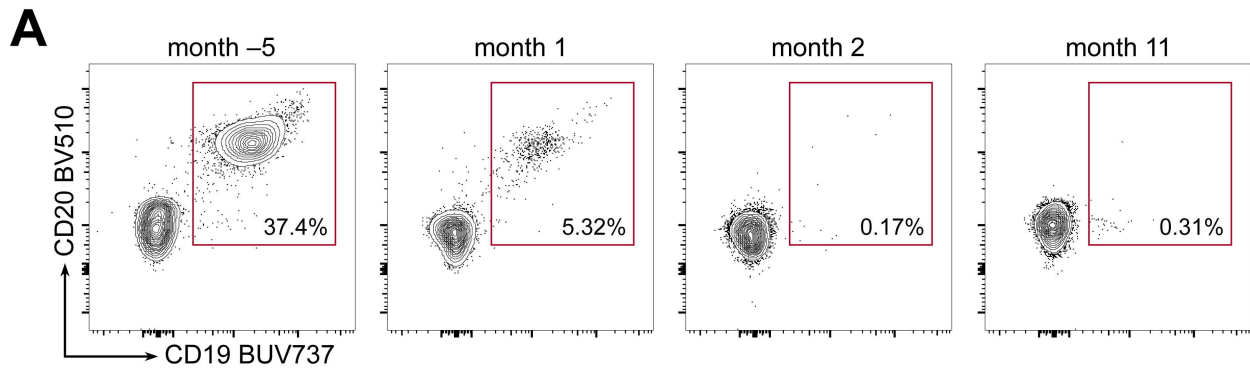 A
month –5
month 1
month 2
month 11
CD20 BV510
37.4%
5.32%
0.17%
0.31%
CD19 BUV737